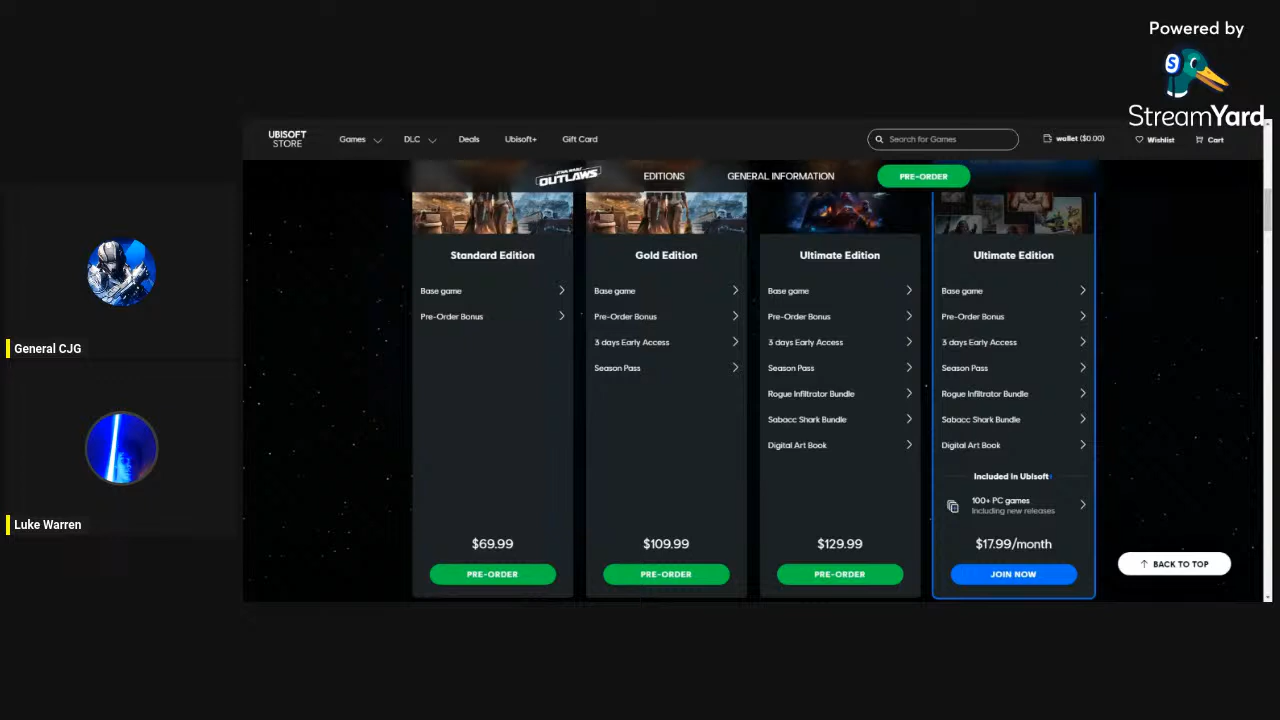 Powered by
StreamYard
UBISOFT
STORE
Games
DLC
Deals
Ubisoft+
Gift Card
Search for Games
wallet ($0.00)
Wishlist
Cart
STAR WARS
OUTLAWS
EDITIONS
GENERAL INFORMATION
PRE-ORDER
Standard Edition
Base game
Pre-Order Bonus
$69.99
PRE-ORDER
Gold Edition
Base game
Pre-Order Bonus
3 days Early Access
Season Pass
$109.99
PRE-ORDER
Ultimate Edition
Base game
Pre-Order Bonus
3 days Early Access
Season Pass
Rogue Infiltrator Bundle
Sabacc Shark Bundle
Digital Art Book
$129.99
PRE-ORDER
Ultimate Edition
Base game
Pre-Order Bonus
3 days Early Access
Season Pass
Rogue Infiltrator Bundle
Sabacc Shark Bundle
Digital Art Book
Included in Ubisoft+
100+ PC games
Including new releases
$17.99/month
JOIN NOW
BACK TO TOP
General CJG
Luke Warren